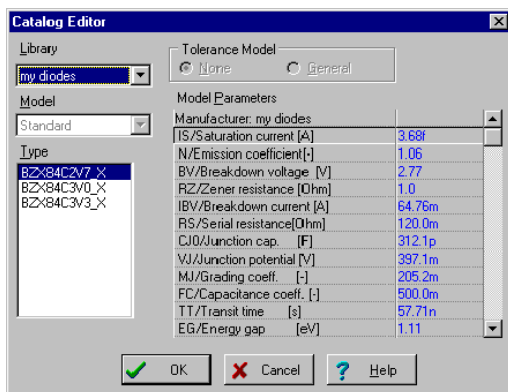 Catalog Editor
Library
my diodes
Model
Standard
Type
BZX84C2V7_X
BZX84C3V0_X
BZX84C3V3_X
Tolerance Model
None General
Model Parameters
Manufacturer: my diodes
IS/Saturation current [A] 3.68f
N/Emission coefficient[-] 1.06
BV/Breakdown voltage [V] 2.77
RZ/Zener resistance [Ohm] 1.0
IBV/Breakdown current [A] 64.76m
RS/Serial resistance[Ohm] 120.0m
CJ0/Junction cap. [F] 312.1p
VJ/Junction potential [V] 397.1m
MJ/Grading coeff. [-] 205.2m
FC/Capacitance coeff. [-] 500.0m
TT/Transit time [s] 57.71n
EG/Energy gap [eV] 1.11
OK Cancel ? Help